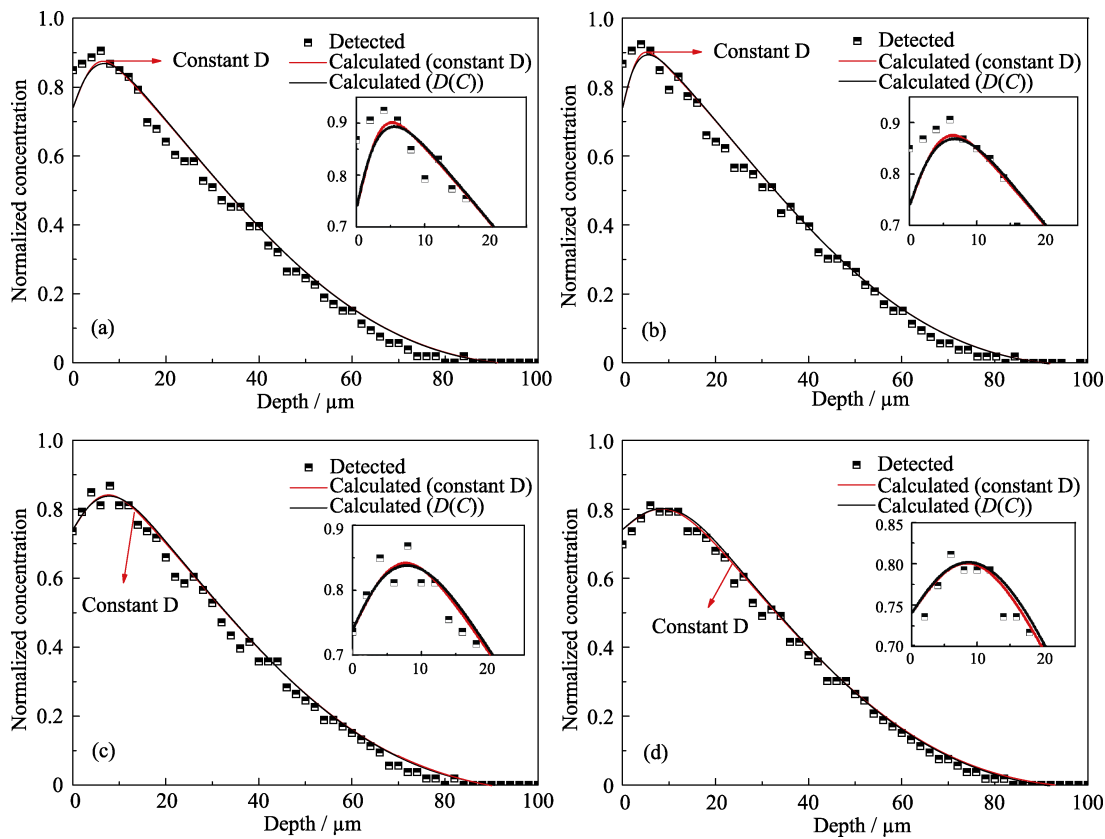 1.0
0.8
0.6
0.4
0.2
0
Normalized concentration
Constant D
Detected
Calculated (constant D)
Calculated (D(C))
0.9
0.8
0.7
0 10 20
(a)
0 20 40 60 80 100
Depth / μm
1.0
0.8
0.6
0.4
0.2
0
Normalized concentration
Constant D
Detected
Calculated (constant D)
Calculated (D(C))
0.9
0.8
0.7
0 10 20
(b)
0 20 40 60 80 100
Depth / μm
1.0
0.8
0.6
0.4
0.2
0
Normalized concentration
Detected
Calculated (constant D)
Calculated (D(C))
Constant D
0.9
0.8
0.7
0 10 20
(c)
0 20 40 60 80 100
Depth / μm
1.0
0.8
0.6
0.4
0.2
0
Normalized concentration
Detected
Calculated (constant D)
Calculated (D(C))
Constant D
0.85
0.80
0.75
0.70
0 10 20
(d)
0 20 40 60 80 100
Depth / μm